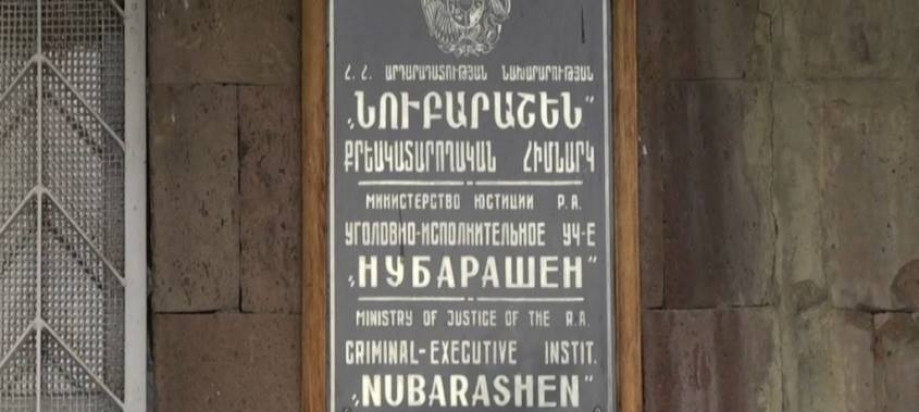 Հ. Հ. ԱՐԴԱՐԱԴԱՏՈՒԹՅԱՆ ՆԱԽԱՐԱՐՈՒԹՅԱՆ
„ՆՈՒԲԱՐԱՇԵՆ”
ՔՐԵԱԿԱՏԱՐՈՂԱԿԱՆ ՀԻՄՆԱՐԿ
МИНИСТЕРСТВО ЮСТИЦИИ Р.А.
УГОЛОВНО-ИСПОЛНИТЕЛЬНОЕ УЧ-Е
„НУБАРАШЕН”
MINISTRY OF JUSTICE OF THE R.A.
CRIMINAL-EXECUTIVE INSTIT.
„NUBARASHEN”